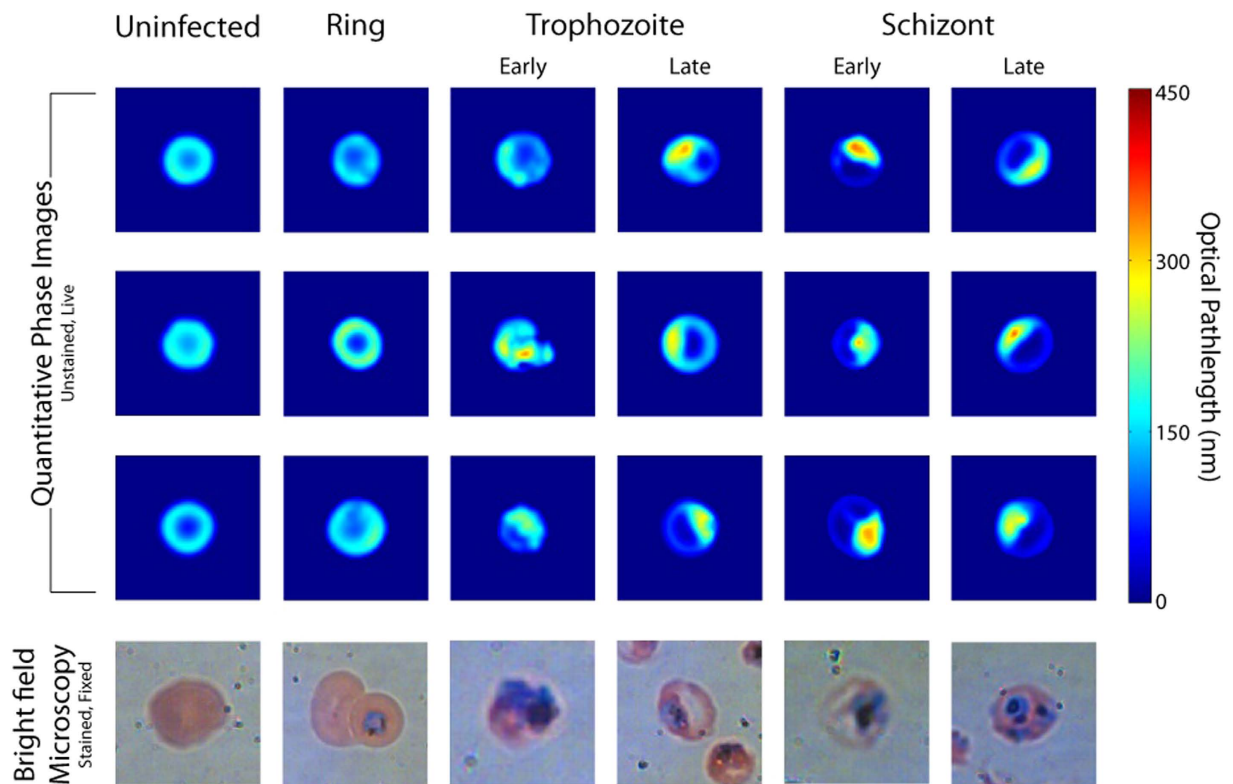 Uninfected Ring Trophozoite Schizont
Early Late Early Late
Quantitative Phase Images
Unstained, Live
450
300
150
0
Optical Pathlength (nm)
Bright field
Microscopy
Stained, Fixed